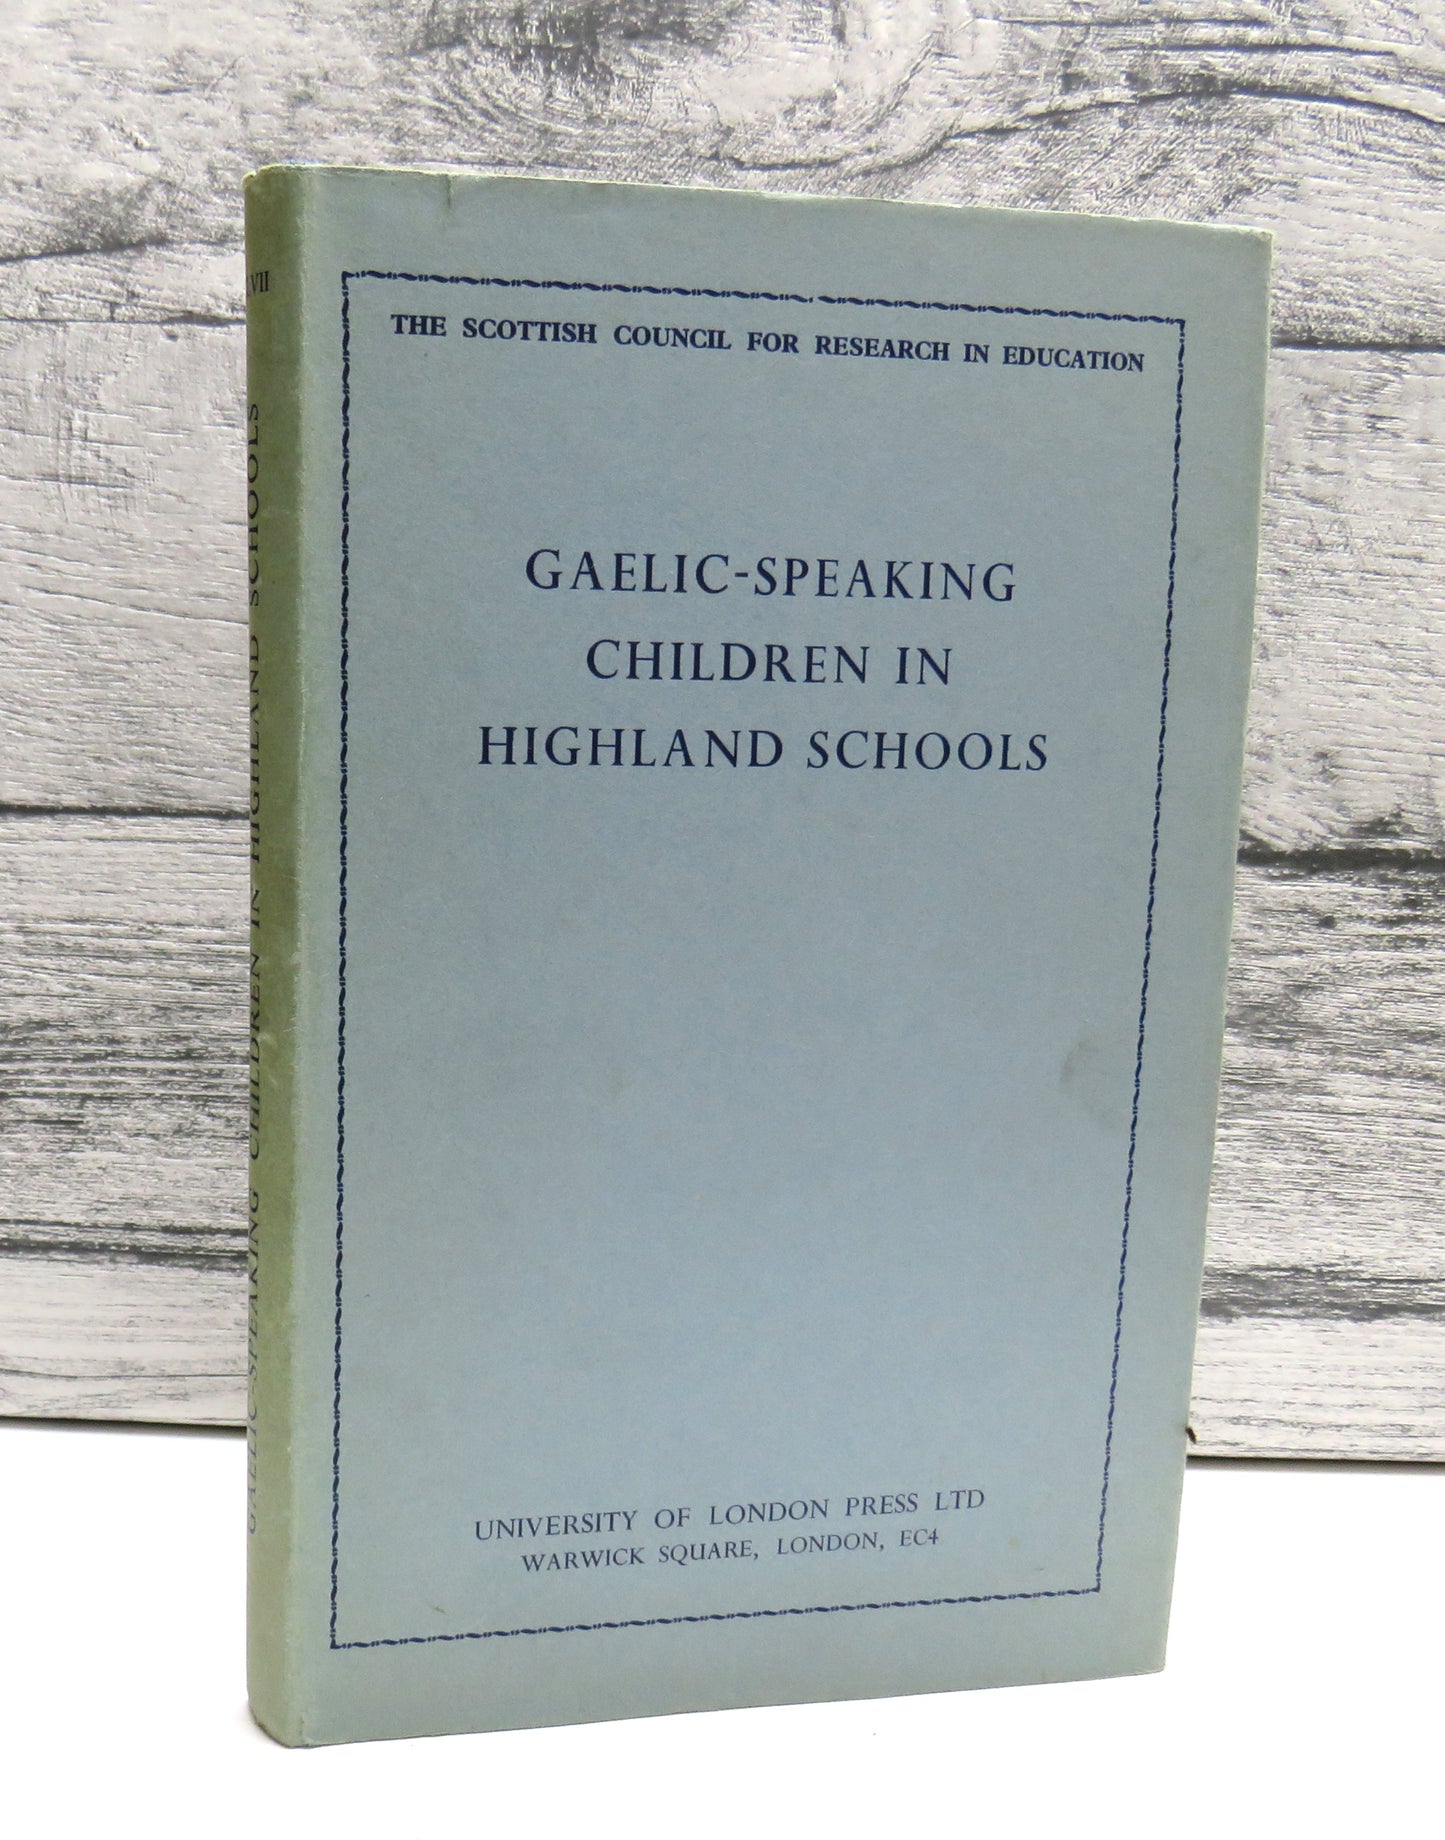 THE SCOTTISH COUNCIL FOR RESEARCH IN EDUCATION
GAELIC-SPEAKING
CHILDREN IN
HIGHLAND SCHOOLS
UNIVERSITY OF LONDON PRESS LTD
WARWICK SQUARE, LONDON, EC4
VII
GAELIC-SPEAKING CHILDREN IN HIGHLAND SCHOOLS